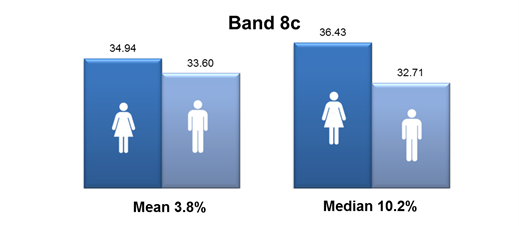 Band 8c
34.94
33.60
36.43
32.71
Mean 3.8%
Median 10.2%